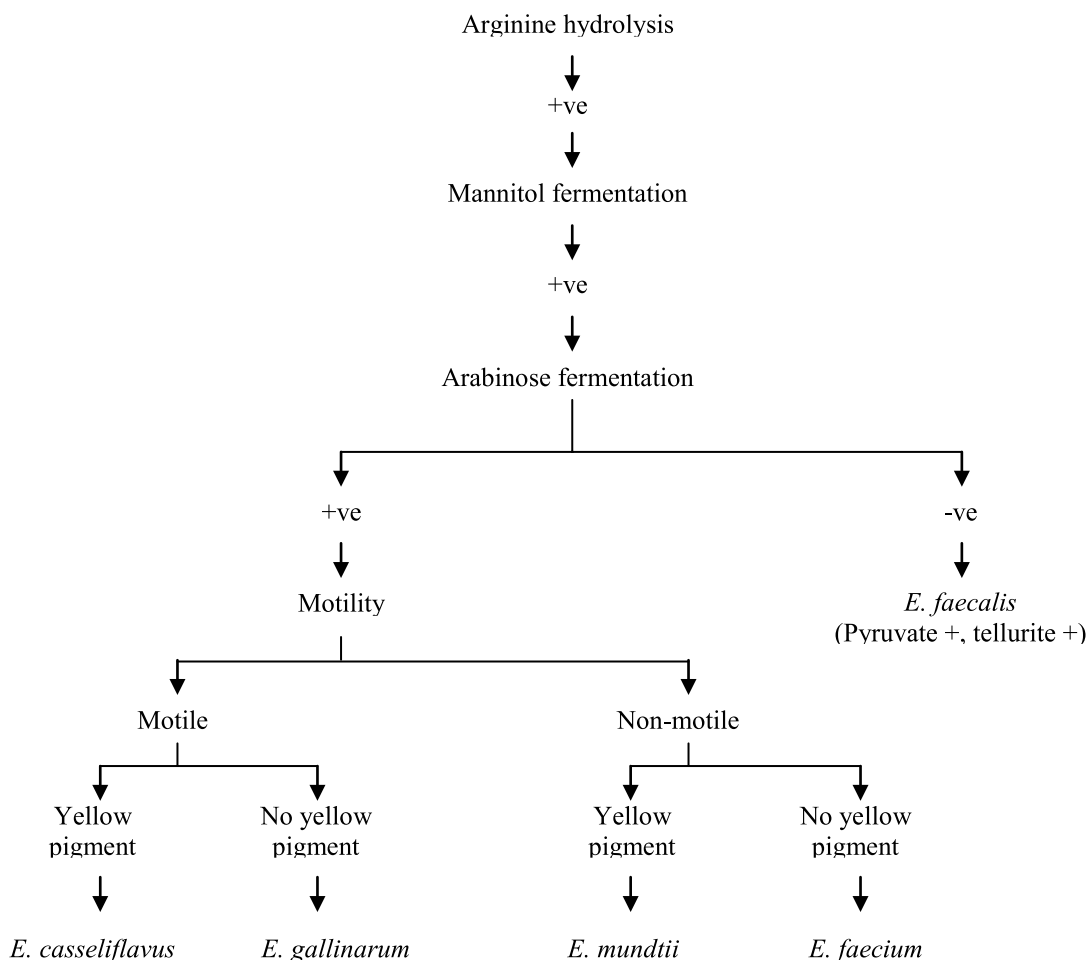 Arginine hydrolysis
+ve
Mannitol fermentation
+ve
Arabinose fermentation
+ve
-ve
Motility
E. faecalis
(Pyruvate +, tellurite +)
Motile
Non-motile
Yellow
pigment
No yellow
pigment
Yellow
pigment
No yellow
pigment
E. casseliflavus
E. gallinarum
E. mundtii
E. faecium